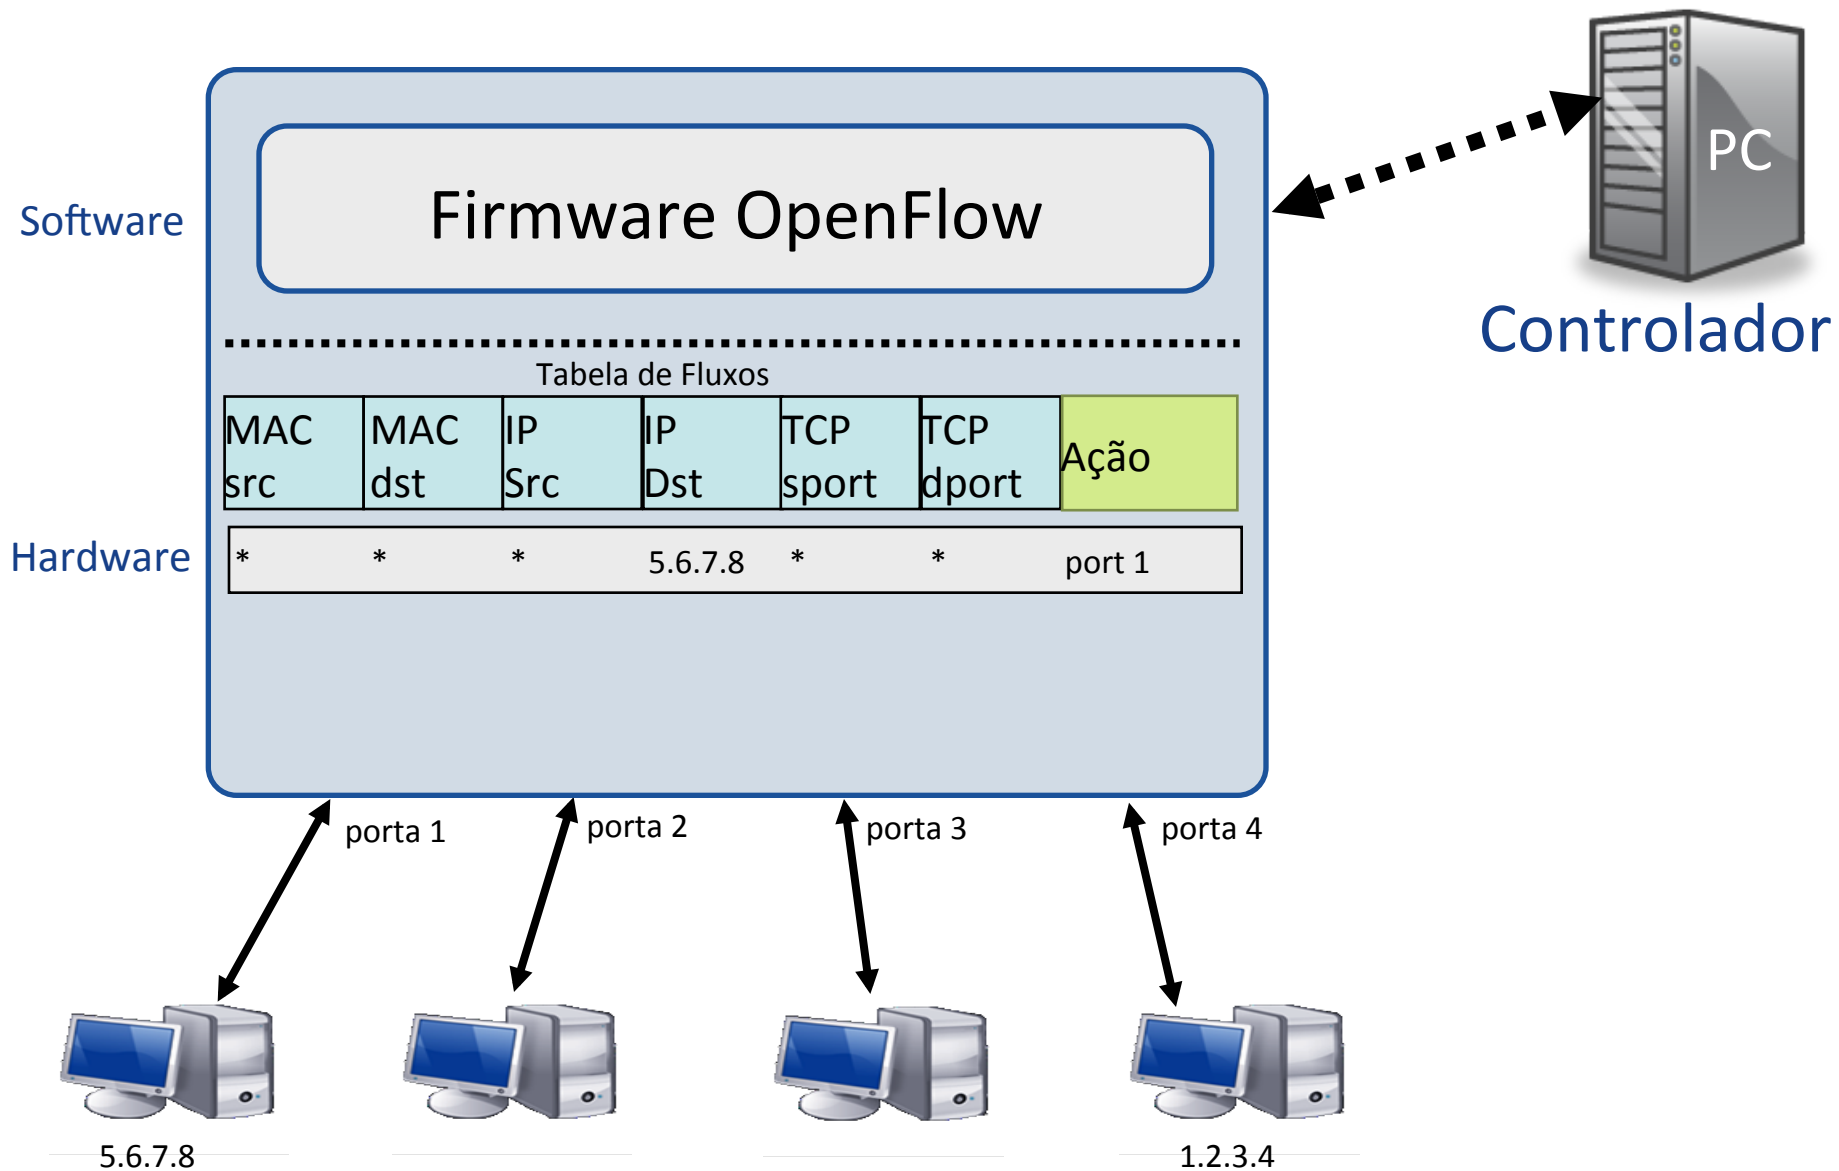 PC
Controlador
Software
Firmware OpenFlow
Tabela de Fluxos
MAC src
MAC dst
IP Src
IP Dst
TCP sport
TCP dport
Ação
Hardware
* * * 5.6.7.8 * * port 1
porta 1
porta 2
porta 3
porta 4
5.6.7.8
1.2.3.4